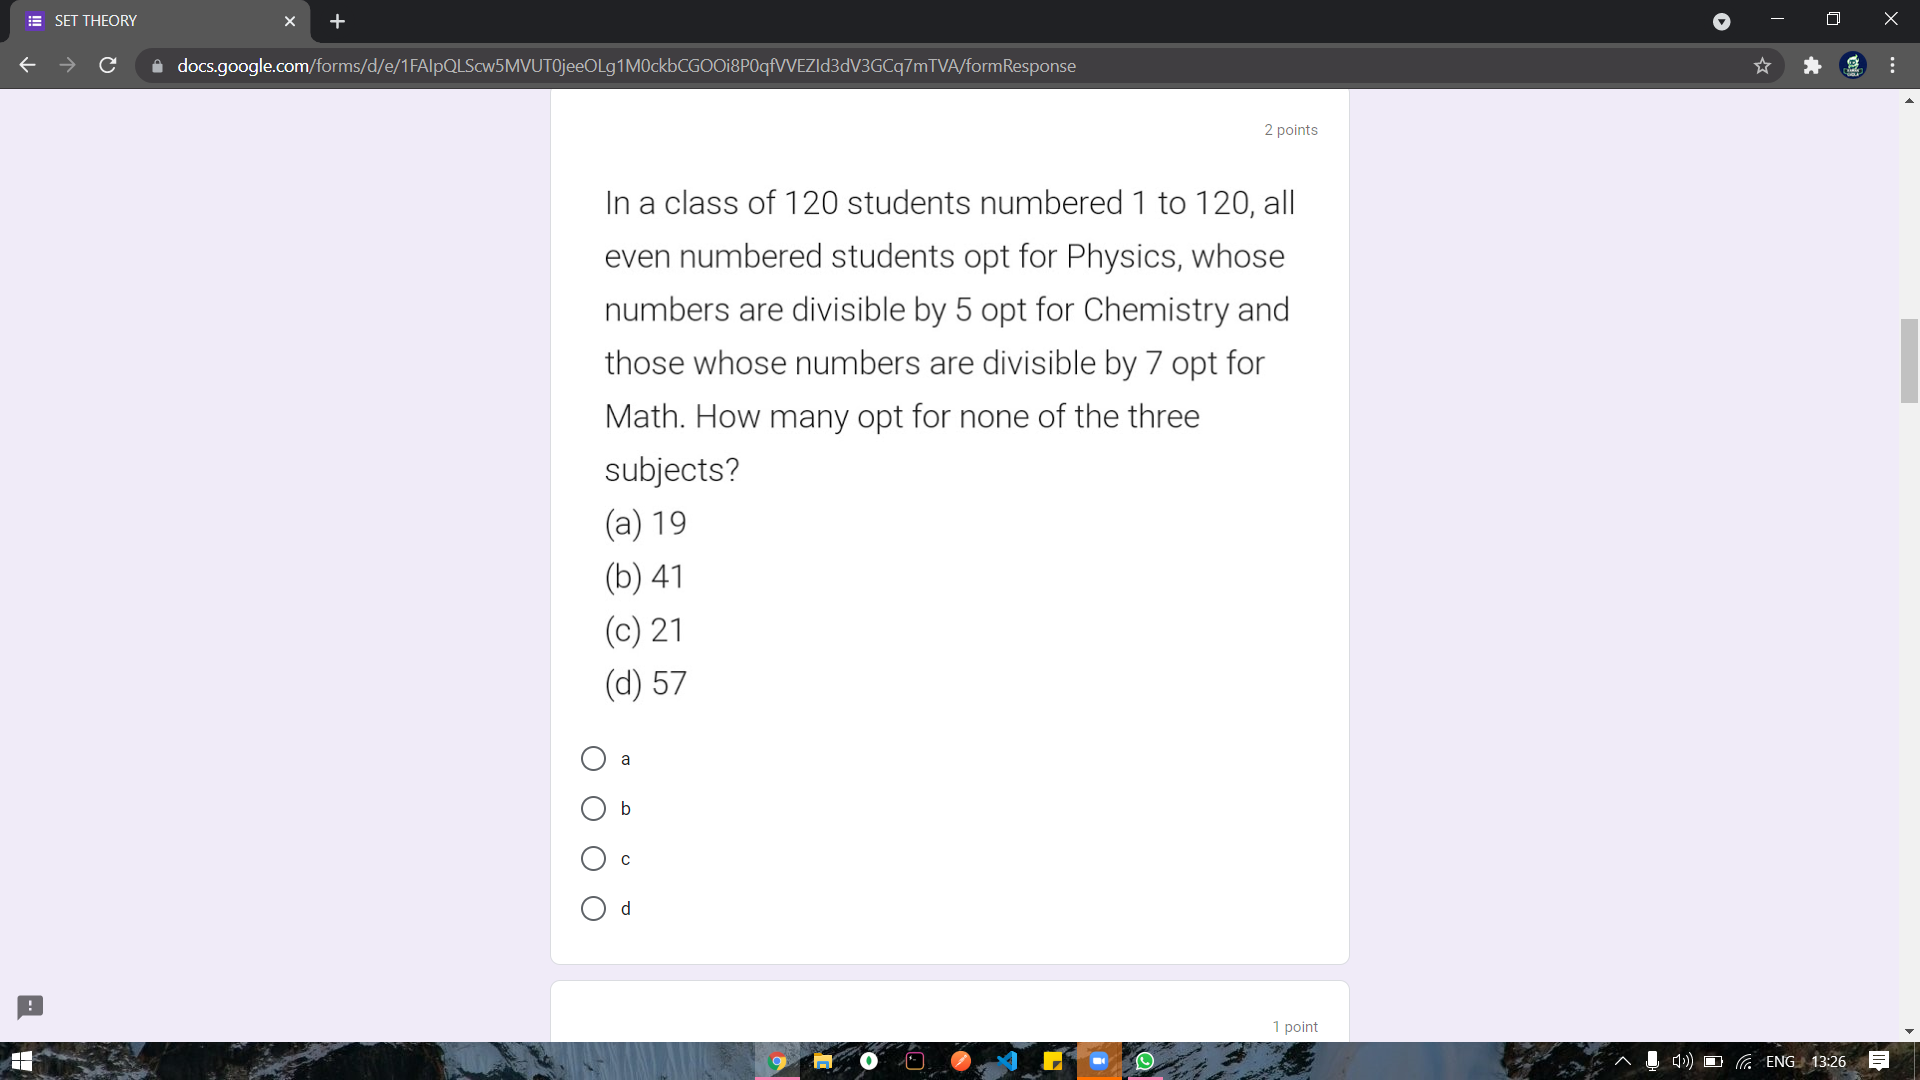 SET THEORY
docs.google.com/forms/d/e/1FAIpQLScw5MVUT0jeeOLg1M0ckbCGOOi8P0qfVVEZId3dV3GCq7mTVA/formResponse
2 points
In a class of 120 students numbered 1 to 120, all
even numbered students opt for Physics, whose
numbers are divisible by 5 opt for Chemistry and
those whose numbers are divisible by 7 opt for
Math. How many opt for none of the three
subjects?
(a) 19
(b) 41
(c) 21
(d) 57
a
b
c
d
1 point
ENG 13:26